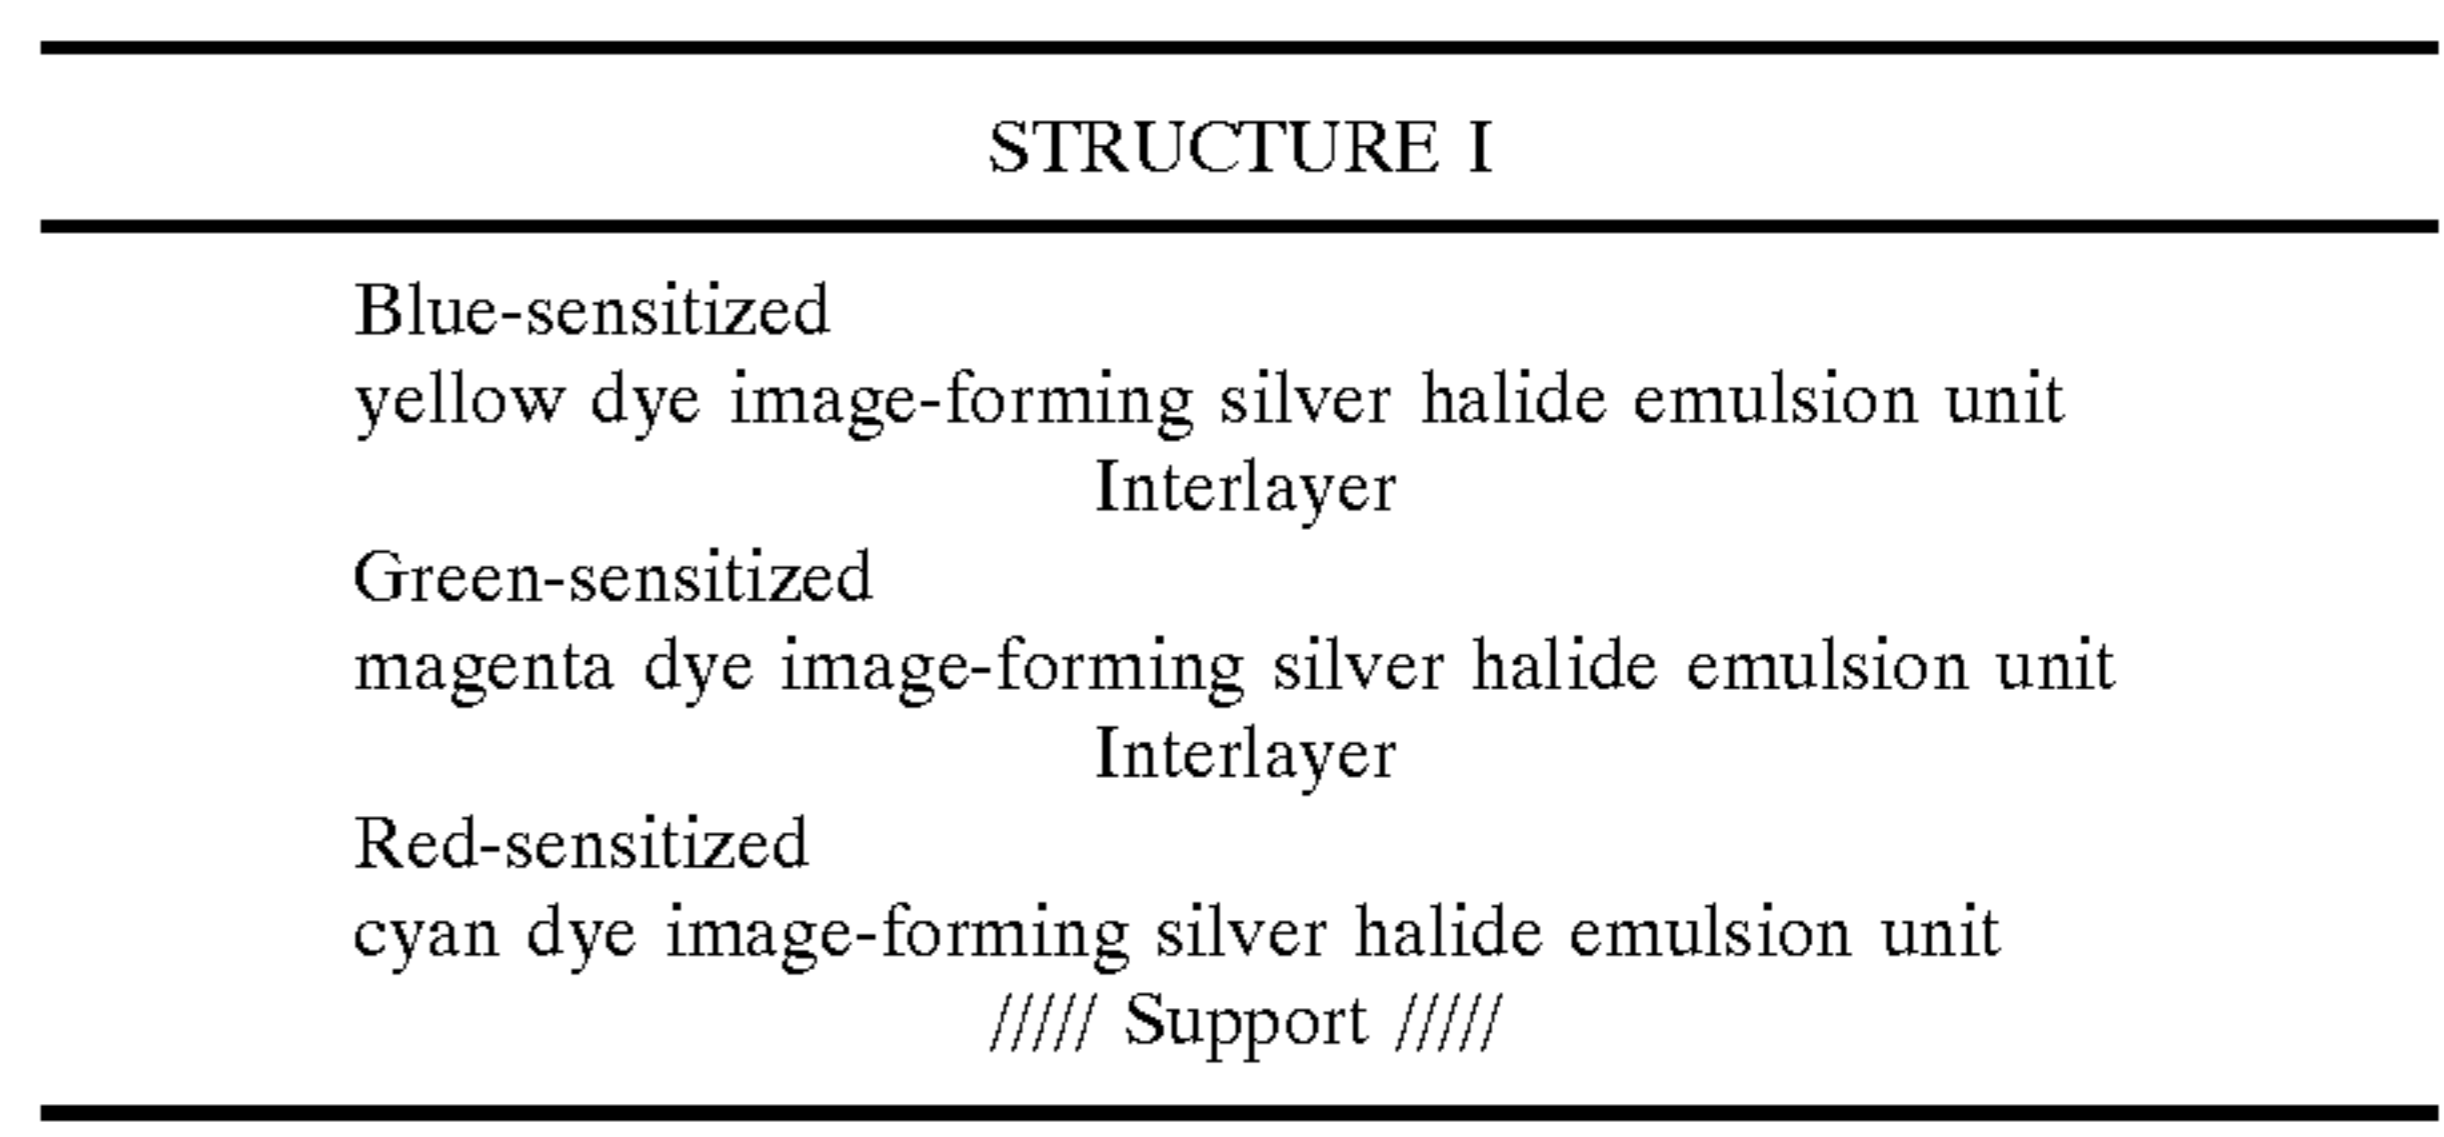 STRUCTURE I
Blue-sensitized
yellow dye image-forming silver halide emulsion unit
Interlayer
Green-sensitized
magenta dye image-forming silver halide emulsion unit
Interlayer
Red-sensitized
cyan dye image-forming silver halide emulsion unit
///// Support /////